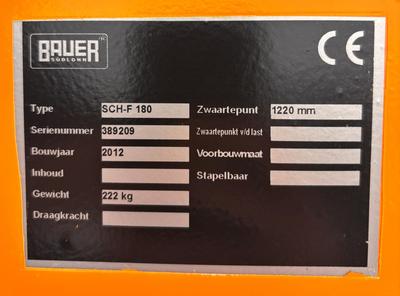 BAUER
SÜDLOHN
CE
Type SCH-F 180 Zwaartepunt 1220 mm
Serienummer 389209 Zwaartepunkt v/d last
Bouwjaar 2012 Voorbouwmaat
Inhoud Stapelbaar
Gewicht 222 kg
Draagkracht